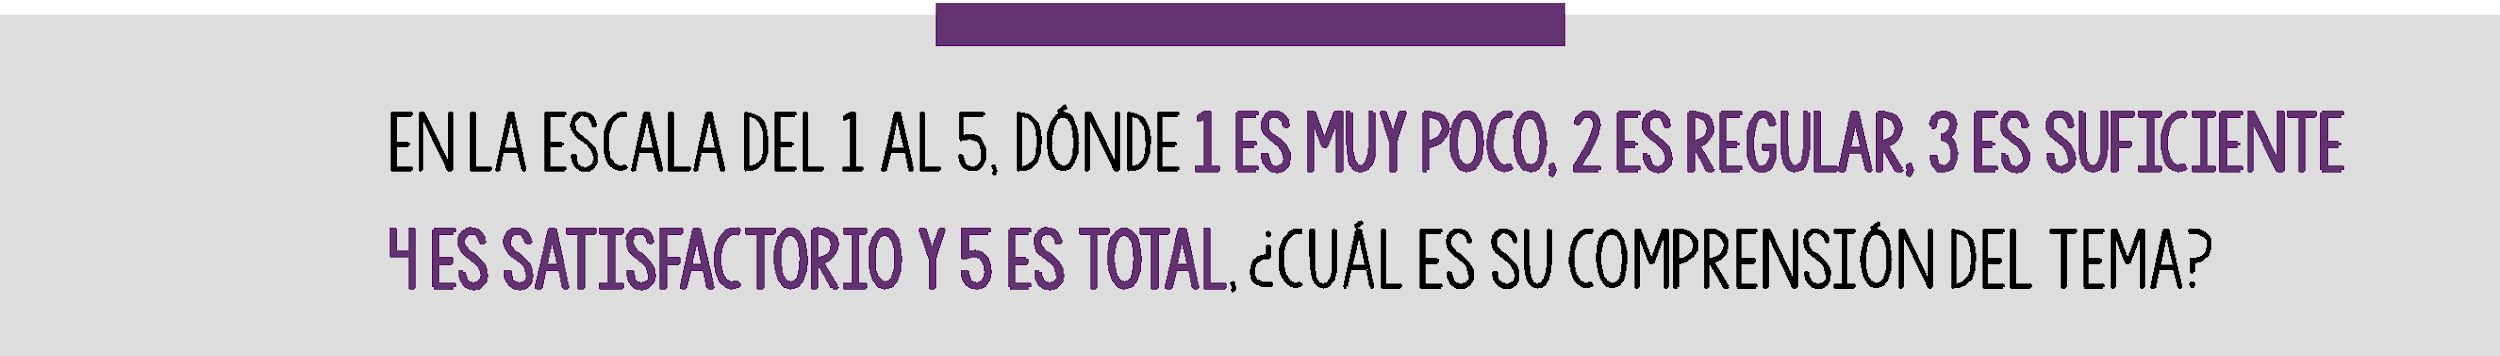 EN LA ESCALA DEL 1 AL 5, DÓNDE 1 ES MUY POCO, 2 ES REGULAR, 3 ES SUFICIENTE
4 ES SATISFACTORIO Y 5 ES TOTAL, ¿CUÁL ES SU COMPRENSIÓN DEL TEMA?